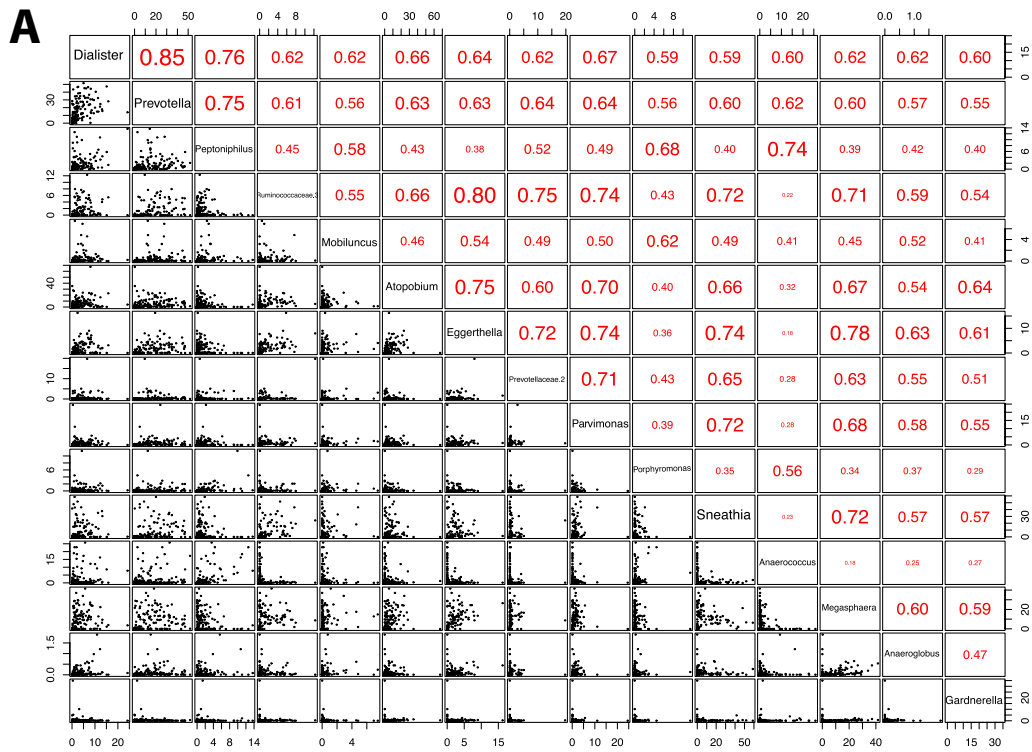 A
0 20 50
0 4 8
0 40
0 10 20
0 4 8
0 10 20
0.0 1.0
Dialister 0.85 0.76 0.62 0.62 0.66 0.64 0.62 0.67 0.59 0.59 0.60 0.62 0.62 0.60 0 15
0 30 Prevotella 0.75 0.61 0.56 0.63 0.63 0.64 0.64 0.56 0.60 0.62 0.60 0.57 0.55
Peptoniphilus 0.45 0.58 0.43 0.38 0.52 0.49 0.68 0.40 0.74 0.39 0.42 0.40 0 6 14
0 6 12 Ruminococcaceae.3 0.55 0.66 0.80 0.75 0.74 0.43 0.72 0.22 0.71 0.59 0.54
Mobiluncus 0.46 0.54 0.49 0.50 0.62 0.49 0.41 0.45 0.52 0.41 0 4
0 40 Atopobium 0.75 0.60 0.70 0.40 0.66 0.32 0.67 0.54 0.64
Eggerthella 0.72 0.74 0.36 0.74 0.18 0.78 0.63 0.61 0 10
0 10 Prevotellaceae.2 0.71 0.43 0.65 0.28 0.63 0.55 0.51
Parvimonas 0.39 0.72 0.28 0.68 0.58 0.55 0 15
0 6 Porphyromonas 0.35 0.56 0.34 0.37 0.29
Sneathia 0.23 0.72 0.57 0.57 0 30
0 15 Anaerococcus 0.18 0.25 0.27
Megasphaera 0.60 0.59 0 20
0.0 1.5 Anaeroglobus 0.47
Gardnerella 0 20
0 10 20
0 4 8 14
0 4
0 5 15
0 10 20
0 20 50
0 20 40
0 15 30